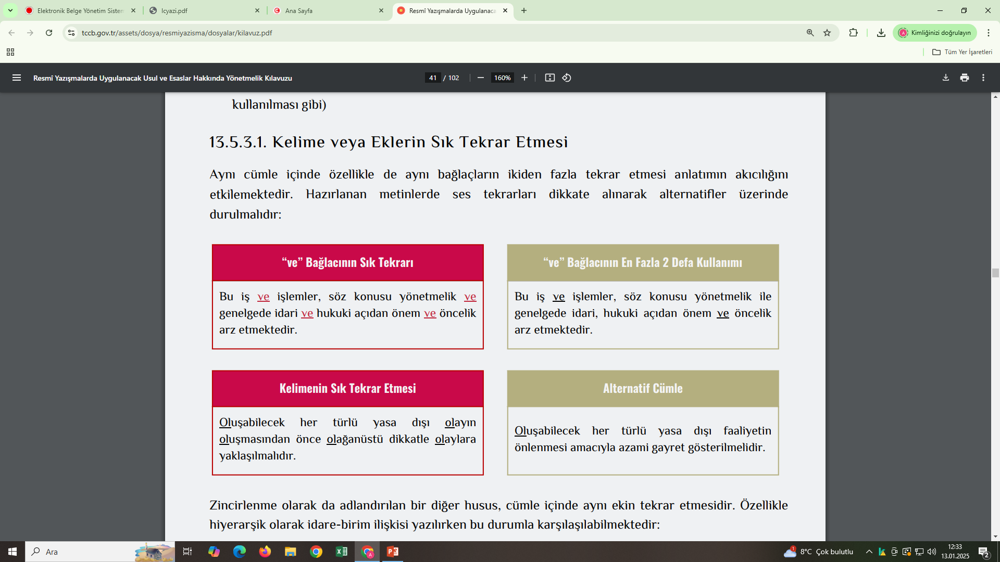 Elektronik Belge Yönetim Sistem
Icyazi.pdf
Ana Sayfa
Resmî Yazışmalarda Uygulanaca
tccb.gov.tr/assets/dosya/resmiyazisma/dosyalar/kilavuz.pdf
A
Kimliğinizi doğrulayın
Tüm Yer İşaretleri
Resmî Yazışmalarda Uygulanacak Usul ve Esaslar Hakkında Yönetmelik Kılavuzu
41 / 102
160%
kullanılması gibi)
13.5.3.1. Kelime veya Eklerin Sık Tekrar Etmesi
Aynı cümle içinde özellikle de aynı bağlaçların ikiden fazla tekrar etmesi anlatımın akıcılığını
etkilemektedir. Hazırlanan metinlerde ses tekrarları dikkate alınarak alternatifler üzerinde
durulmalıdır:
“ve” Bağlacının Sık Tekrarı
Bu iş ve işlemler, söz konusu yönetmelik ve
genelgede idari ve hukuki açıdan önem ve öncelik
arz etmektedir.
“ve” Bağlacının En Fazla 2 Defa Kullanımı
Bu iş ve işlemler, söz konusu yönetmelik ile
genelgede idari, hukuki açıdan önem ve öncelik
arz etmektedir.
Kelimenin Sık Tekrar Etmesi
Oluşabilecek her türlü yasa dışı olayın
oluşmasından önce olağanüstü dikkatle olaylara
yaklaşılmalıdır.
Alternatif Cümle
Oluşabilecek her türlü yasa dışı faaliyetin
önlenmesi amacıyla azami gayret gösterilmelidir.
Zincirlenme olarak da adlandırılan bir diğer husus, cümle içinde aynı ekin tekrar etmesidir. Özellikle
hiyerarşik olarak idare-birim ilişkisi yazılırken bu durumla karşılaşılabilmektedir:
Ara
1
8°C Çok bulutlu
12:33
13.01.2025
2